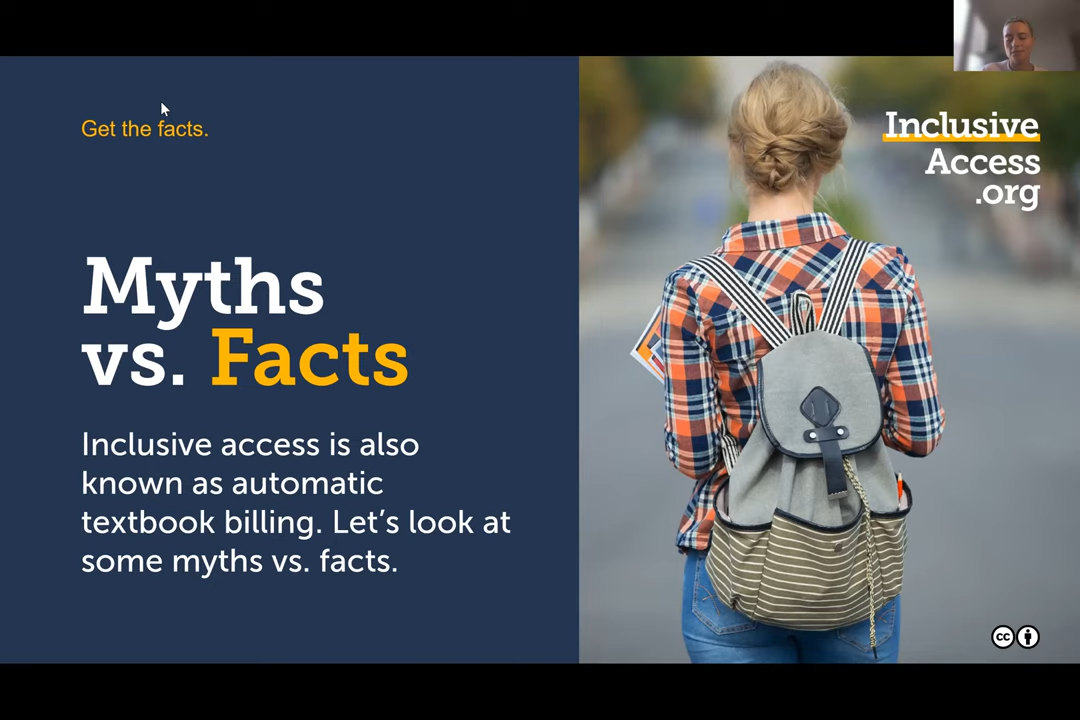 Get the facts.
Inclusive
Access
.org
Myths
vs. Facts
Inclusive access is also
known as automatic
textbook billing. Let’s look at
some myths vs. facts.
cc